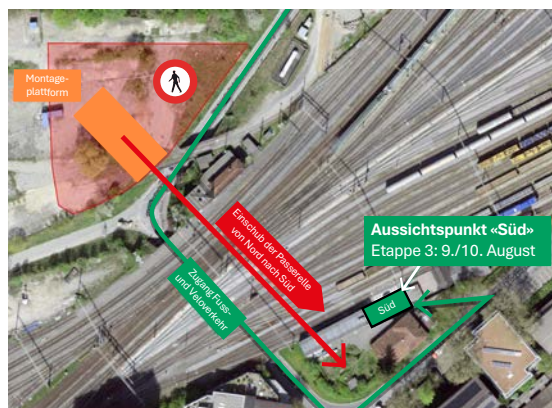 Montage-
plattform
Einschub der Passerelle
von Nord nach Süd
Aussichtspunkt «Süd»
Etappe 3: 9./10. August
Zugang Fuss-
und Veloverkehr
Süd